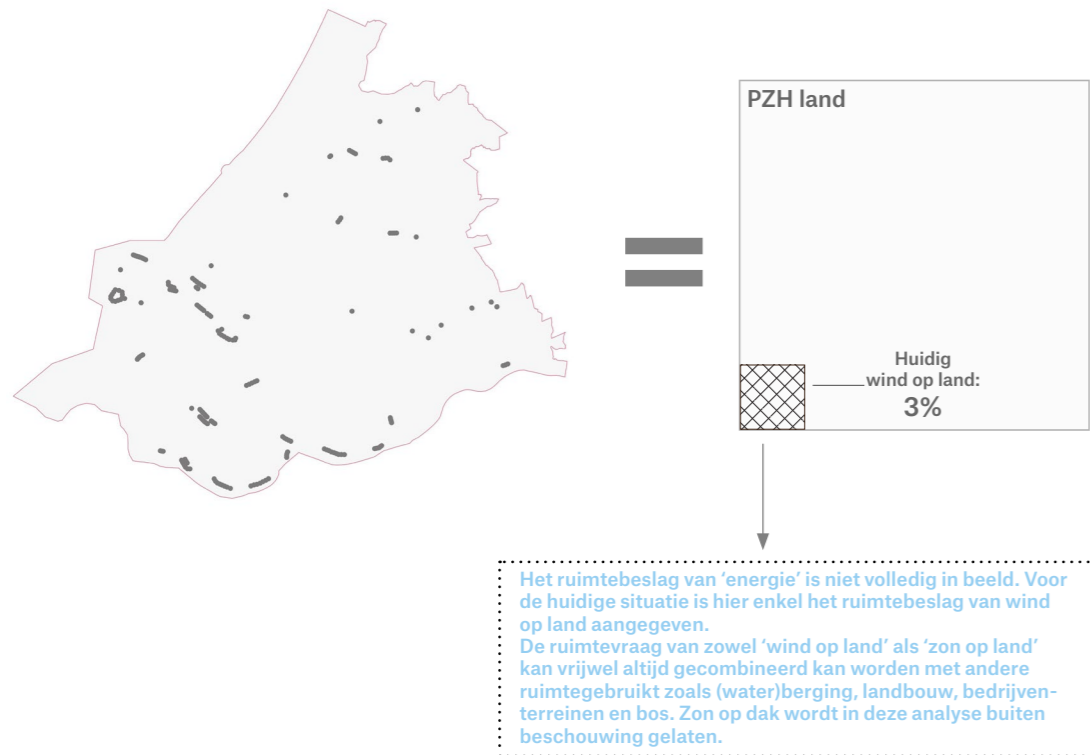 PZH land
Huidig
wind op land:
3%
Het ruimtebeslag van ‘energie’ is niet volledig in beeld. Voor
de huidige situatie is hier enkel het ruimtebeslag van wind
op land aangegeven.
De ruimtevraag van zowel ‘wind op land’ als ‘zon op land’
kan vrijwel altijd gecombineerd kan worden met andere
ruimtegebruikt zoals (water)berging, landbouw, bedrijven-
terreinen en bos. Zon op dak wordt in deze analyse buiten
beschouwing gelaten.